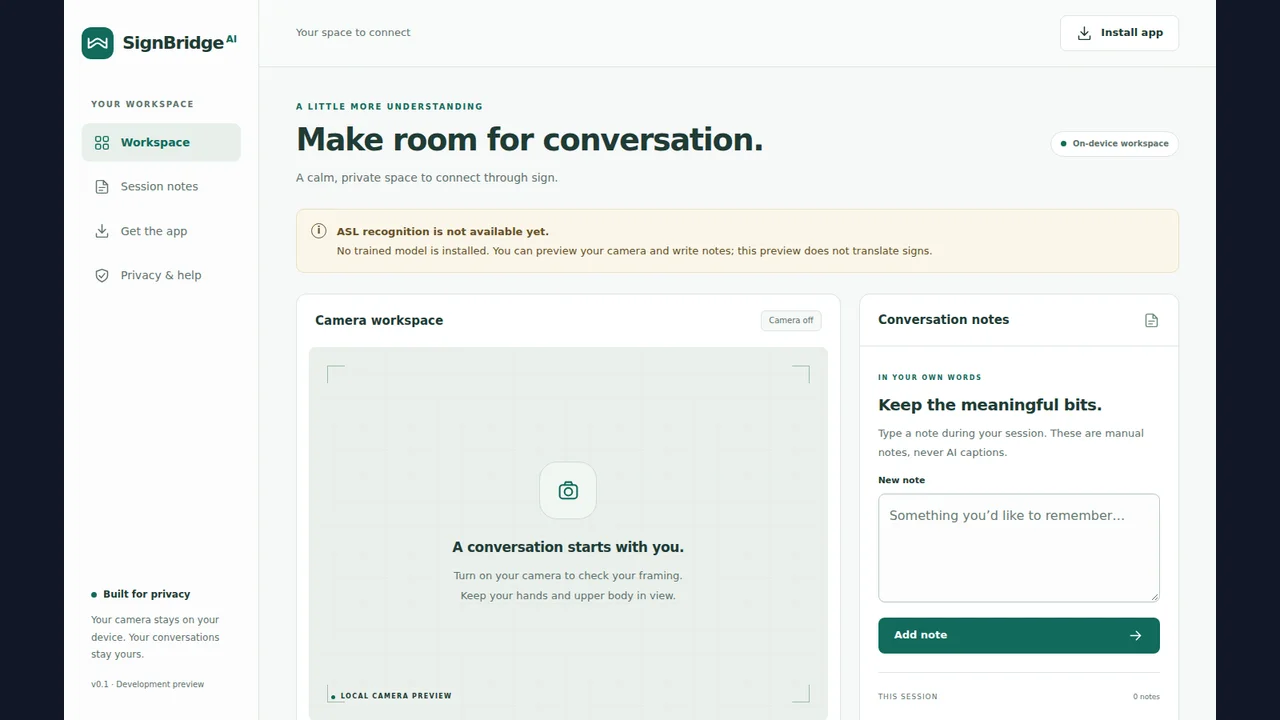 SignBridge AI
YOUR WORKSPACE
Workspace
Session notes
Get the app
Privacy & help
Built for privacy
Your camera stays on your
device. Your conversations
stay yours.
v0.1 · Development preview
Your space to connect
Install app
A LITTLE MORE UNDERSTANDING
Make room for conversation.
A calm, private space to connect through sign.
On-device workspace
ASL recognition is not available yet.
No trained model is installed. You can preview your camera and write notes; this preview does not translate signs.
Camera workspace
Camera off
A conversation starts with you.
Turn on your camera to check your framing.
Keep your hands and upper body in view.
LOCAL CAMERA PREVIEW
Conversation notes
IN YOUR OWN WORDS
Keep the meaningful bits.
Type a note during your session. These are manual
notes, never AI captions.
New note
Something you’d like to remember…
Add note
THIS SESSION
0 notes